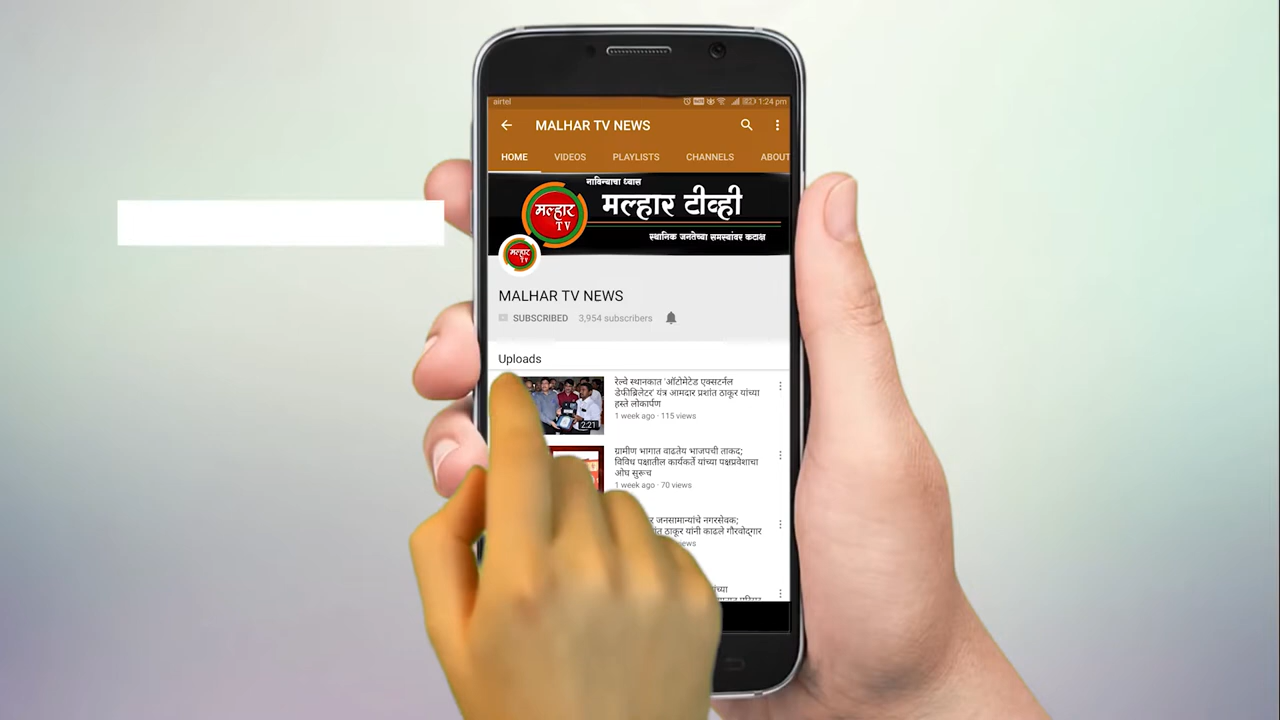 airtel 1:24 pm
MALHAR TV NEWS
HOME VIDEOS PLAYLISTS CHANNELS ABOUT
नाविन्याचा ध्यास
मल्हार टीव्ही
मल्हार
TV
स्थानिक जनतेच्या समस्यांवर कटाक्ष
मल्हार
TV
MALHAR TV NEWS
SUBSCRIBED 3,954 subscribers
Uploads
रेल्वे स्थानकात 'ऑटोमेटेड एक्सटर्नल
डेफीब्रिलेटर' यंत्र आमदार प्रशांत ठाकूर यांच्या
हस्ते लोकार्पण
1 week ago · 115 views
2:21
ग्रामीण भागात वाढतेय भाजपची ताकद;
विविध पक्षातील कार्यकर्ते यांच्या पक्षप्रवेशाचा
ओघ सुरूच
1 week ago · 70 views
जनसामान्यांचे नगरसेवक;
ठाकूर यांनी काढले गौरवोद्‌गार
views